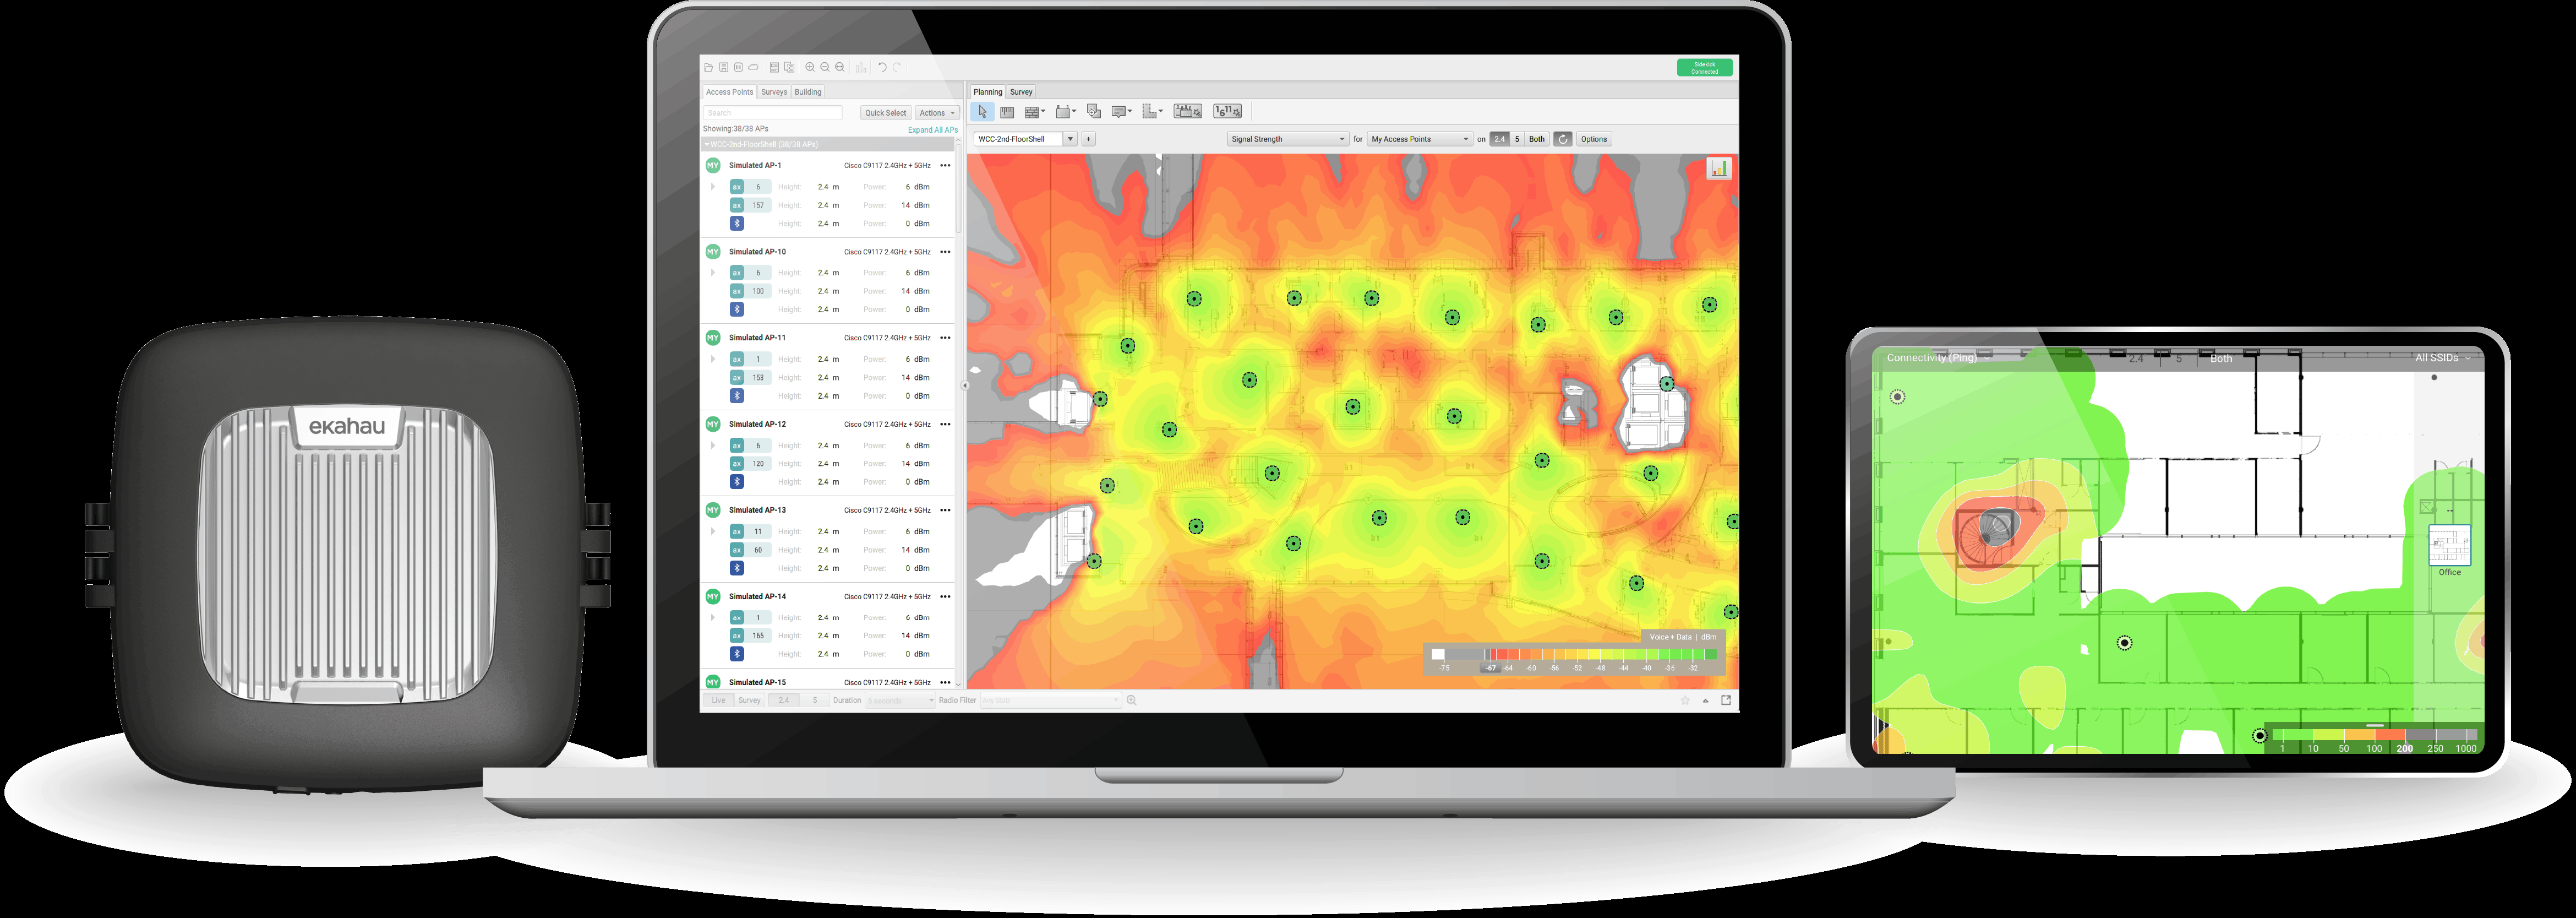 ekahau
Sidekick
Connected
Access Points Surveys Building
Search Quick Select Actions
Showing:38/38 APs Expand All APs
WCC-2nd-FloorShell (38/38 APs)
MY Simulated AP-1 Cisco C9117 2.4GHz + 5GHz •••
ax 6 Height: 2.4 m Power: 6 dBm
ax 157 Height: 2.4 m Power: 14 dBm
Height: 2.4 m Power: 0 dBm
MY Simulated AP-10 Cisco C9117 2.4GHz + 5GHz •••
ax 6 Height: 2.4 m Power: 6 dBm
ax 100 Height: 2.4 m Power: 14 dBm
Height: 2.4 m Power: 0 dBm
MY Simulated AP-11 Cisco C9117 2.4GHz + 5GHz •••
ax 1 Height: 2.4 m Power: 6 dBm
ax 153 Height: 2.4 m Power: 14 dBm
Height: 2.4 m Power: 0 dBm
MY Simulated AP-12 Cisco C9117 2.4GHz + 5GHz •••
ax 6 Height: 2.4 m Power: 6 dBm
ax 120 Height: 2.4 m Power: 14 dBm
Height: 2.4 m Power: 0 dBm
MY Simulated AP-13 Cisco C9117 2.4GHz + 5GHz •••
ax 11 Height: 2.4 m Power: 6 dBm
ax 60 Height: 2.4 m Power: 14 dBm
Height: 2.4 m Power: 0 dBm
MY Simulated AP-14 Cisco C9117 2.4GHz + 5GHz •••
ax 1 Height: 2.4 m Power: 6 dBm
ax 165 Height: 2.4 m Power: 14 dBm
Height: 2.4 m Power: 0 dBm
MY Simulated AP-15 Cisco C9117 2.4GHz + 5GHz •••
Planning Survey
1 6 11
WCC-2nd-FloorShell + Signal Strength for My Access Points on 2.4 5 Both Options
Voice + Data | dBm
-75 -67 -64 -60 -56 -52 -48 -44 -40 -36 -32
Live Survey 2.4 5 Duration 5 seconds Radio Filter Any SSID
Connectivity (Ping) 2.4 5 Both All SSIDs
Office
1 10 50 100 200 250 1000